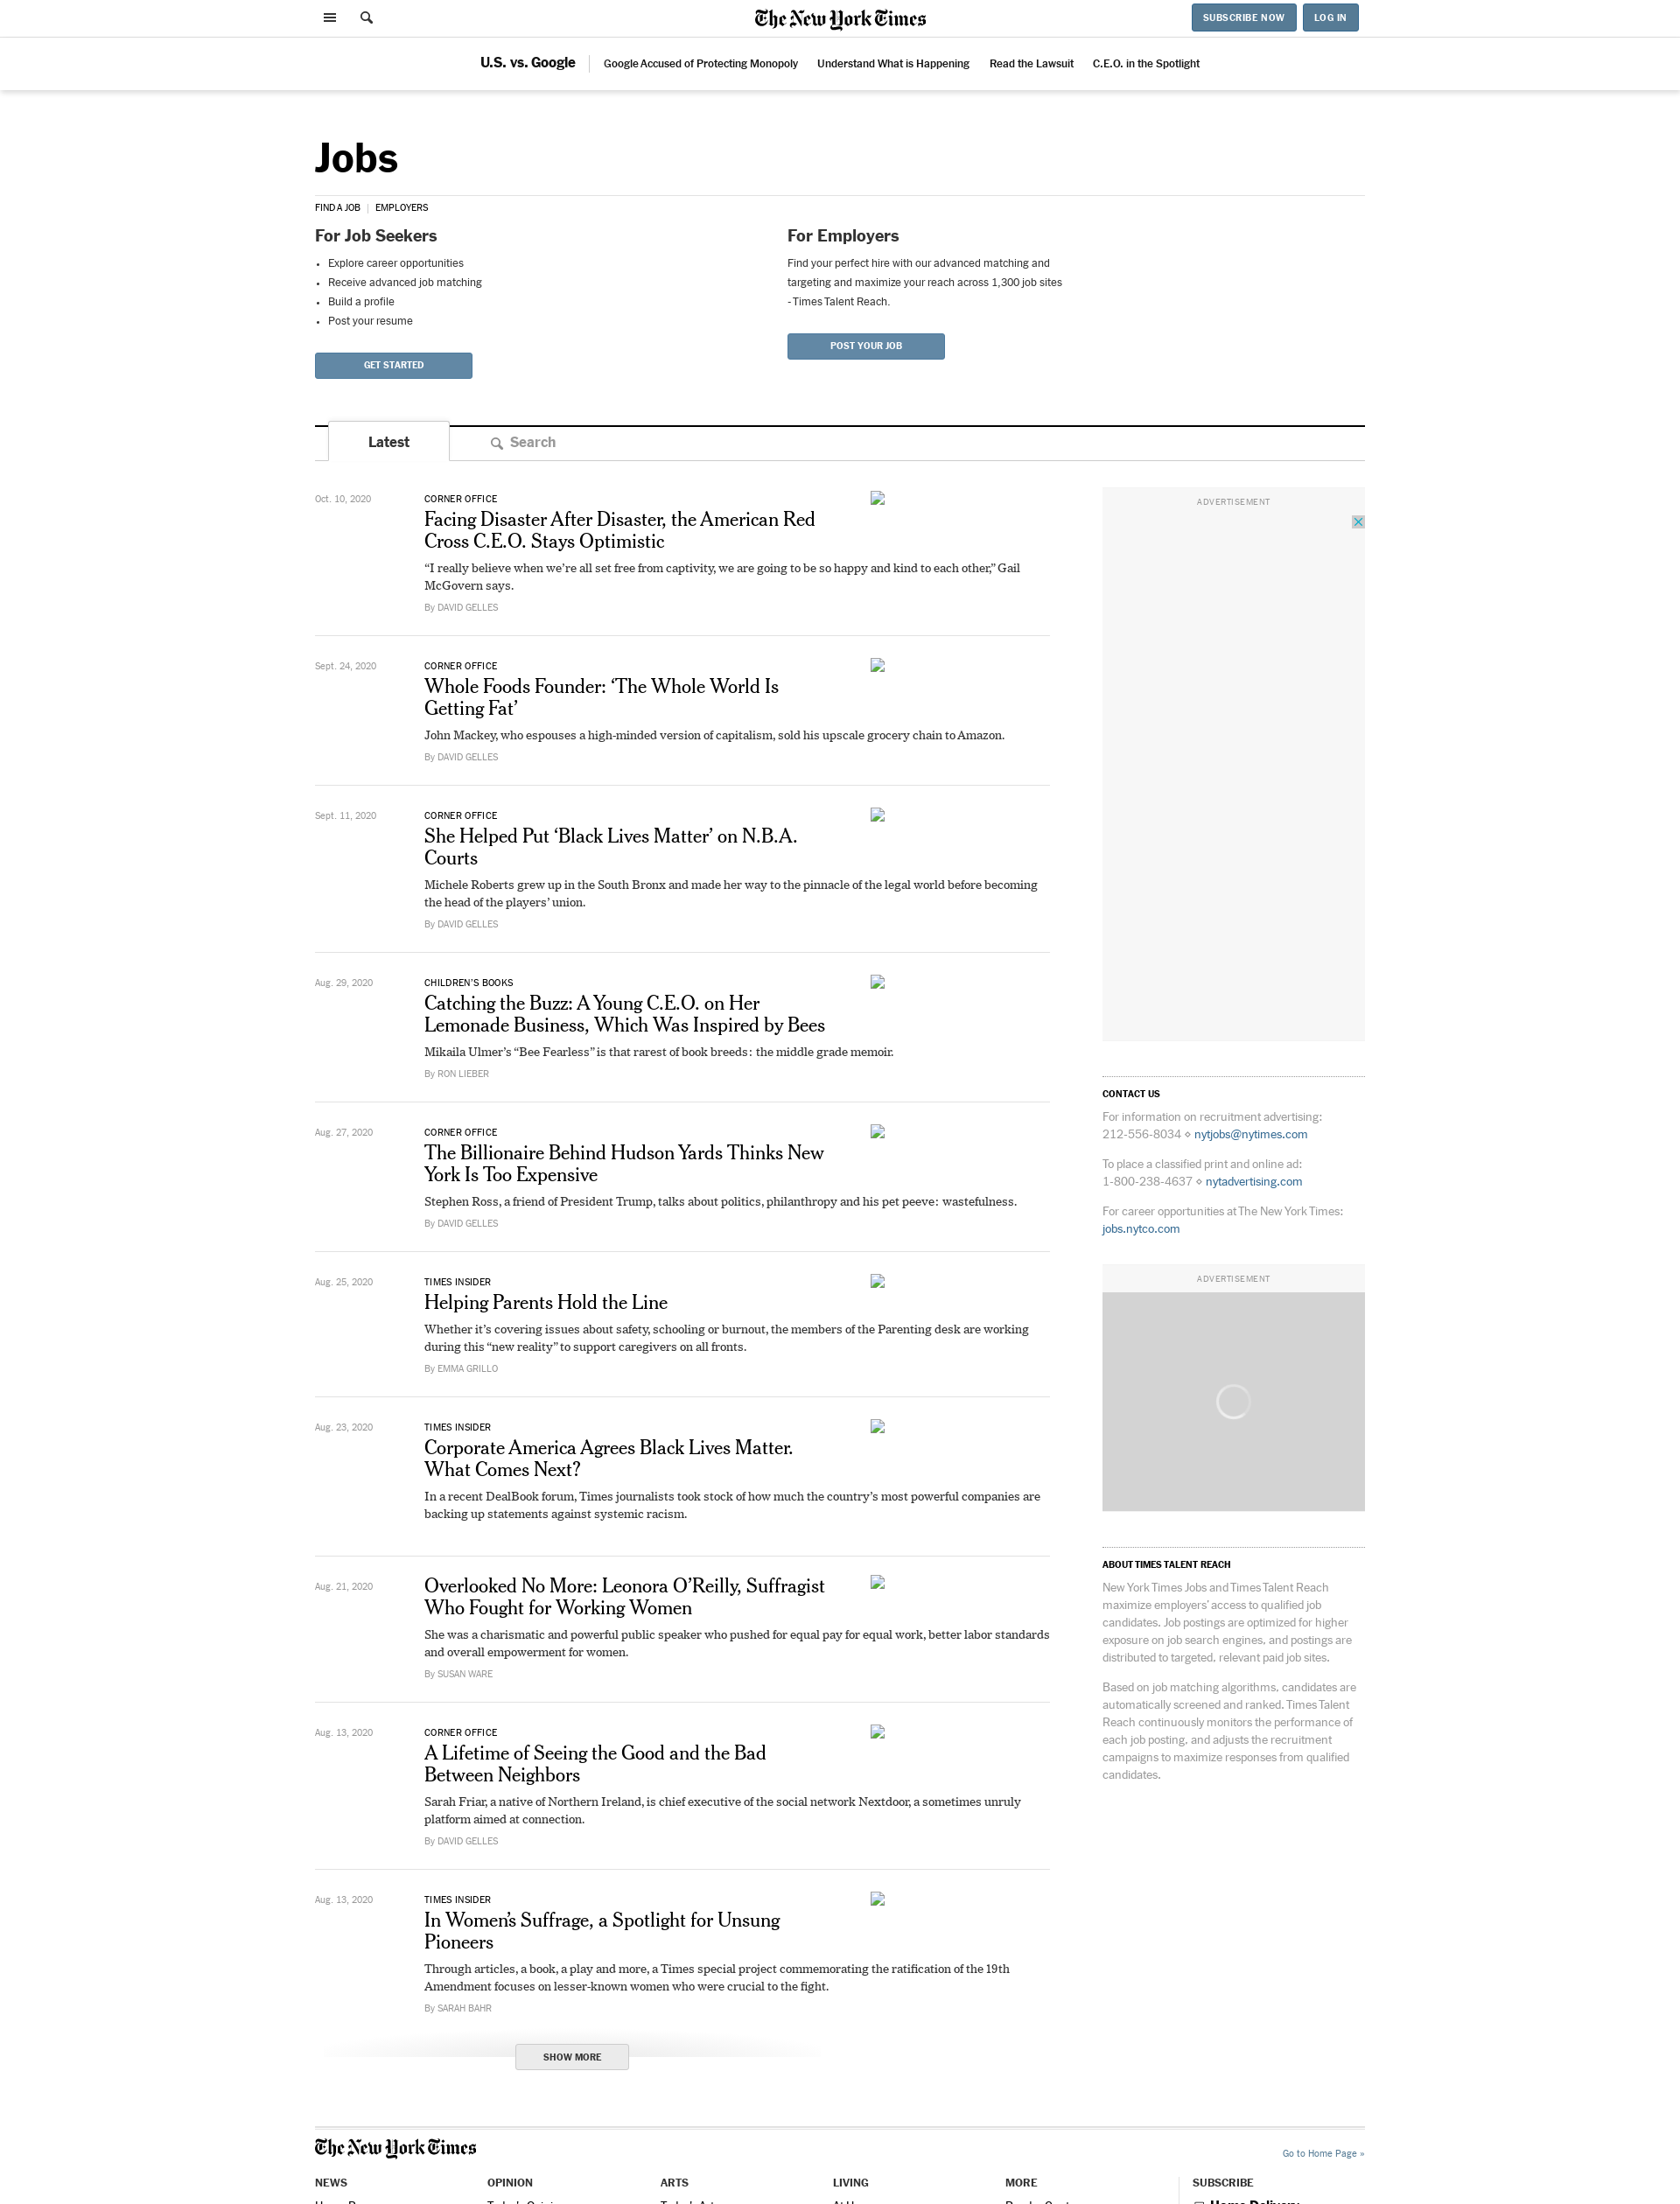 The New York Times
SUBSCRIBE NOW
LOG IN
U.S. vs. Google
Google Accused of Protecting Monopoly
Understand What is Happening
Read the Lawsuit
C.E.O. in the Spotlight
Jobs
FIND A JOB | EMPLOYERS
For Job Seekers
• Explore career opportunities
• Receive advanced job matching
• Build a profile
• Post your resume
GET STARTED
For Employers
Find your perfect hire with our advanced matching and
targeting and maximize your reach across 1,300 job sites
- Times Talent Reach.
POST YOUR JOB
Latest
Search
Oct. 10, 2020
CORNER OFFICE
Facing Disaster After Disaster, the American Red
Cross C.E.O. Stays Optimistic
“I really believe when we’re all set free from captivity, we are going to be so happy and kind to each other,” Gail
McGovern says.
By DAVID GELLES
Sept. 24, 2020
CORNER OFFICE
Whole Foods Founder: ‘The Whole World Is
Getting Fat’
John Mackey, who espouses a high-minded version of capitalism, sold his upscale grocery chain to Amazon.
By DAVID GELLES
Sept. 11, 2020
CORNER OFFICE
She Helped Put ‘Black Lives Matter’ on N.B.A.
Courts
Michele Roberts grew up in the South Bronx and made her way to the pinnacle of the legal world before becoming
the head of the players’ union.
By DAVID GELLES
Aug. 29, 2020
CHILDREN’S BOOKS
Catching the Buzz: A Young C.E.O. on Her
Lemonade Business, Which Was Inspired by Bees
Mikaila Ulmer’s “Bee Fearless” is that rarest of book breeds: the middle grade memoir.
By RON LIEBER
Aug. 27, 2020
CORNER OFFICE
The Billionaire Behind Hudson Yards Thinks New
York Is Too Expensive
Stephen Ross, a friend of President Trump, talks about politics, philanthropy and his pet peeve: wastefulness.
By DAVID GELLES
Aug. 25, 2020
TIMES INSIDER
Helping Parents Hold the Line
Whether it’s covering issues about safety, schooling or burnout, the members of the Parenting desk are working
during this “new reality” to support caregivers on all fronts.
By EMMA GRILLO
Aug. 23, 2020
TIMES INSIDER
Corporate America Agrees Black Lives Matter.
What Comes Next?
In a recent DealBook forum, Times journalists took stock of how much the country’s most powerful companies are
backing up statements against systemic racism.
Aug. 21, 2020
Overlooked No More: Leonora O’Reilly, Suffragist
Who Fought for Working Women
She was a charismatic and powerful public speaker who pushed for equal pay for equal work, better labor standards
and overall empowerment for women.
By SUSAN WARE
Aug. 13, 2020
CORNER OFFICE
A Lifetime of Seeing the Good and the Bad
Between Neighbors
Sarah Friar, a native of Northern Ireland, is chief executive of the social network Nextdoor, a sometimes unruly
platform aimed at connection.
By DAVID GELLES
Aug. 13, 2020
TIMES INSIDER
In Women’s Suffrage, a Spotlight for Unsung
Pioneers
Through articles, a book, a play and more, a Times special project commemorating the ratification of the 19th
Amendment focuses on lesser-known women who were crucial to the fight.
By SARAH BAHR
SHOW MORE
ADVERTISEMENT
CONTACT US
For information on recruitment advertising:
212-556-8034 ⋄ nytjobs@nytimes.com
To place a classified print and online ad:
1-800-238-4637 ⋄ nytadvertising.com
For career opportunities at The New York Times:
jobs.nytco.com
ADVERTISEMENT
ABOUT TIMES TALENT REACH
New York Times Jobs and Times Talent Reach
maximize employers’ access to qualified job
candidates. Job postings are optimized for higher
exposure on job search engines, and postings are
distributed to targeted, relevant paid job sites.
Based on job matching algorithms, candidates are
automatically screened and ranked. Times Talent
Reach continuously monitors the performance of
each job posting, and adjusts the recruitment
campaigns to maximize responses from qualified
candidates.
The New York Times
Go to Home Page »
NEWS
OPINION
ARTS
LIVING
MORE
SUBSCRIBE